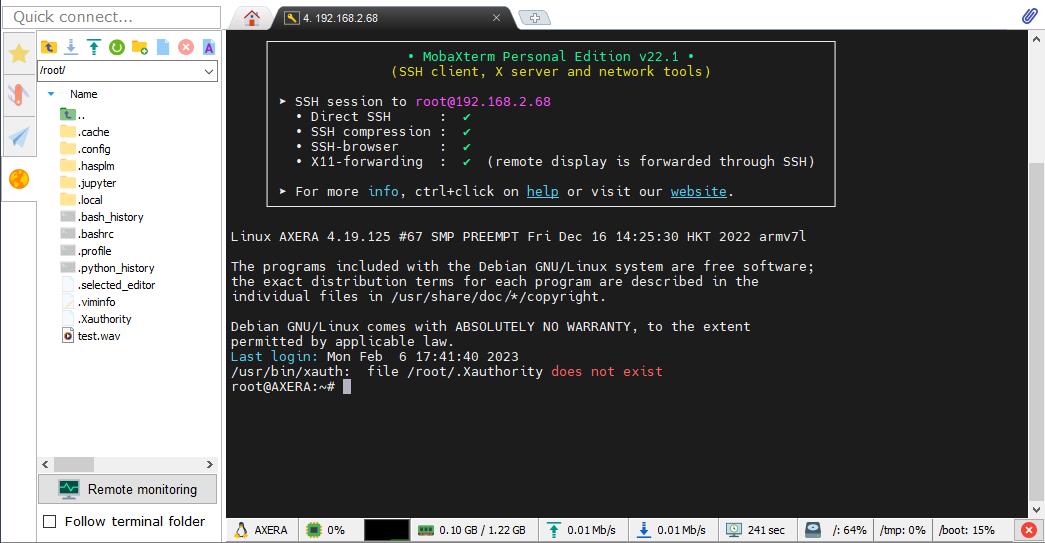 Quick connect...
4. 192.168.2.68
/root/
Name
..
.cache
.config
.hasplm
.jupyter
.local
.bash_history
.bashrc
.profile
.python_history
.selected_editor
.viminfo
.Xauthority
test.wav
Remote monitoring
Follow terminal folder
• MobaXterm Personal Edition v22.1 •
(SSH client, X server and network tools)
➤ SSH session to root@192.168.2.68
• Direct SSH : ✔
• SSH compression : ✔
• SSH-browser : ✔
• X11-forwarding : ✔ (remote display is forwarded through SSH)
➤ For more info, ctrl+click on help or visit our website.
Linux AXERA 4.19.125 #67 SMP PREEMPT Fri Dec 16 14:25:30 HKT 2022 armv7l
The programs included with the Debian GNU/Linux system are free software;
the exact distribution terms for each program are described in the
individual files in /usr/share/doc/*/copyright.
Debian GNU/Linux comes with ABSOLUTELY NO WARRANTY, to the extent
permitted by applicable law.
Last login: Mon Feb  6 17:41:40 2023
/usr/bin/xauth:  file /root/.Xauthority does not exist
root@AXERA:~#
AXERA 0% 0.10 GB / 1.22 GB 0.01 Mb/s 0.01 Mb/s 241 sec /: 64% /tmp: 0% /boot: 15%